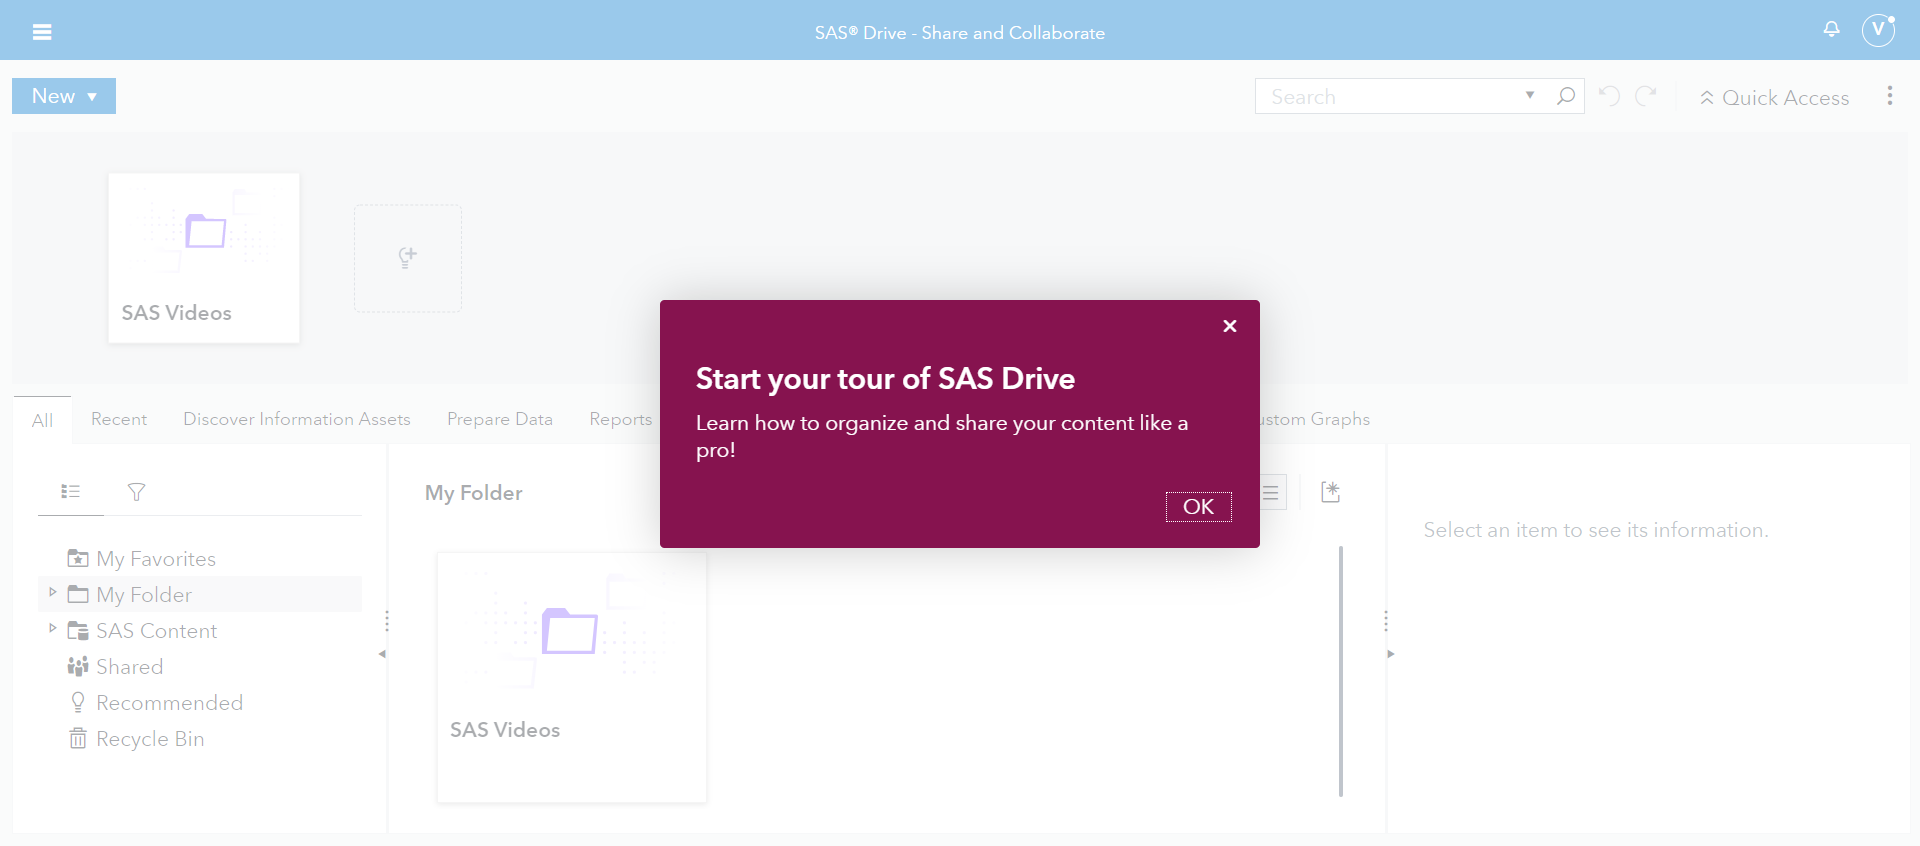 SAS® Drive - Share and Collaborate
V
New
Search
Quick Access
SAS Videos
Start your tour of SAS Drive
Learn how to organize and share your content like a
pro!
OK
All
Recent
Discover Information Assets
Prepare Data
Reports
ustom Graphs
My Folder
Select an item to see its information.
My Favorites
My Folder
SAS Content
Shared
Recommended
Recycle Bin
SAS Videos